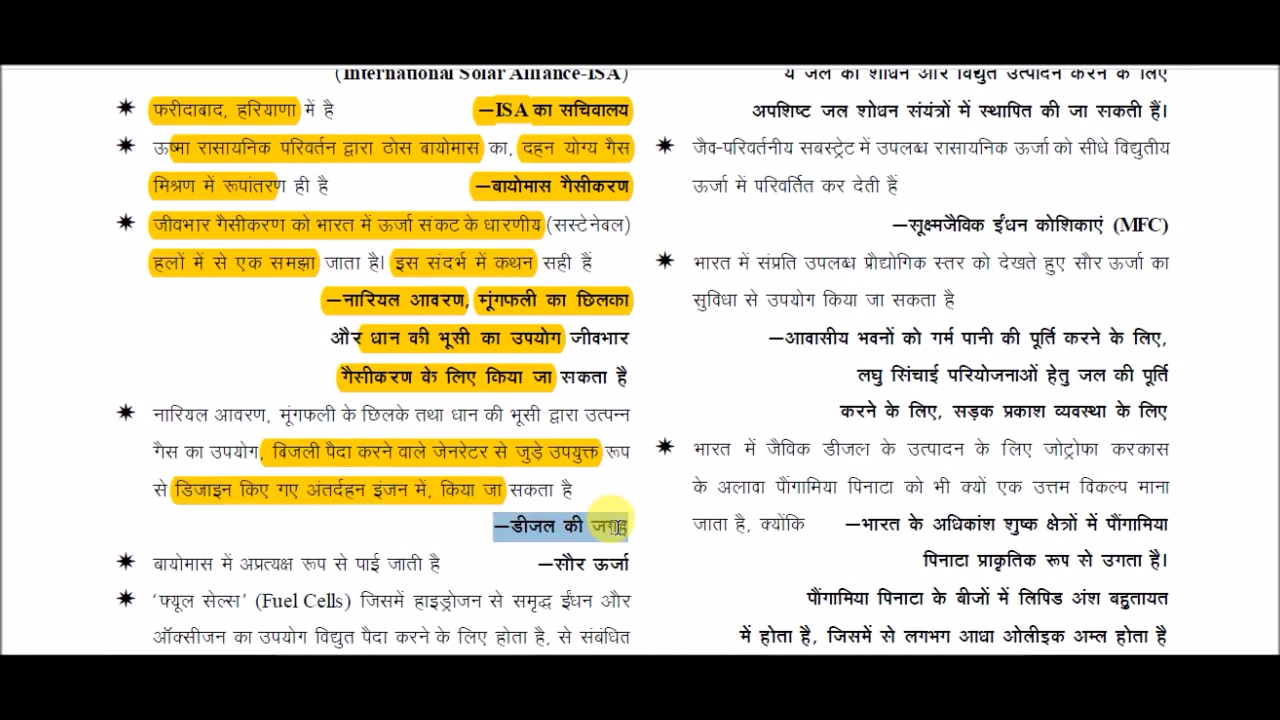 (International Solar Alliance-ISA)
✷ फरीदाबाद, हरियाणा में है –ISA का सचिवालय
✷ ऊष्मा रासायनिक परिवर्तन द्वारा ठोस बायोमास का, दहन योग्य गैस
मिश्रण में रूपांतरण ही है –बायोमास गैसीकरण
✷ जीवभार गैसीकरण को भारत में ऊर्जा संकट के धारणीय (सस्टेनेबल)
हलों में से एक समझा जाता है। इस संदर्भ में कथन सही हैं
–नारियल आवरण, मूंगफली का छिलका
और धान की भूसी का उपयोग जीवभार
गैसीकरण के लिए किया जा सकता है
✷ नारियल आवरण, मूंगफली के छिलके तथा धान की भूसी द्वारा उत्पन्न
गैस का उपयोग, बिजली पैदा करने वाले जेनरेटर से जुड़े उपयुक्त रूप
से डिजाइन किए गए अंतर्दहन इंजन में, किया जा सकता है
–डीजल की जगह
✷ बायोमास में अप्रत्यक्ष रूप से पाई जाती है –सौर ऊर्जा
✷ ‘फ्यूल सेल्स’ (Fuel Cells) जिसमें हाइड्रोजन से समृद्ध ईंधन और
ऑक्सीजन का उपयोग विद्युत पैदा करने के लिए होता है, से संबंधित
ये जल का शोधन और विद्युत उत्पादन करने के लिए
अपशिष्ट जल शोधन संयंत्रों में स्थापित की जा सकती हैं।
✷ जैव-परिवर्तनीय सबस्ट्रेट में उपलब्ध रासायनिक ऊर्जा को सीधे विद्युतीय
ऊर्जा में परिवर्तित कर देती हैं
–सूक्ष्मजैविक ईंधन कोशिकाएं (MFC)
✷ भारत में संप्रति उपलब्ध प्रौद्योगिक स्तर को देखते हुए सौर ऊर्जा का
सुविधा से उपयोग किया जा सकता है
–आवासीय भवनों को गर्म पानी की पूर्ति करने के लिए,
लघु सिंचाई परियोजनाओं हेतु जल की पूर्ति
करने के लिए, सड़क प्रकाश व्यवस्था के लिए
✷ भारत में जैविक डीजल के उत्पादन के लिए जोट्रोफा करकास
के अलावा पौंगामिया पिनाटा को भी क्यों एक उत्तम विकल्प माना
जाता है, क्योंकि –भारत के अधिकांश शुष्क क्षेत्रों में पौंगामिया
पिनाटा प्राकृतिक रूप से उगता है।
पौंगामिया पिनाटा के बीजों में लिपिड अंश बहुतायत
में होता है, जिसमें से लगभग आधा ओलीइक अम्ल होता है